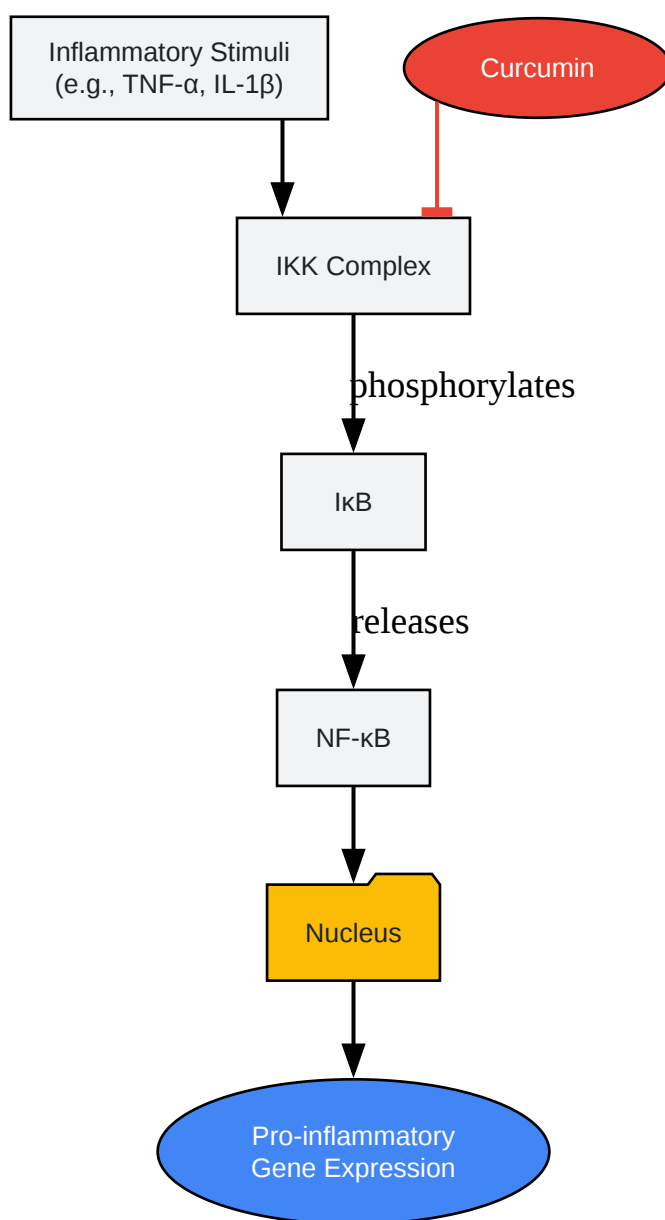 Inflammatory Stimuli
(e.g., TNF-α, IL-1β)
Curcumin
IKK Complex
phosphorylates
IκB
releases
NF-κB
Nucleus
Pro-inflammatory
Gene Expression